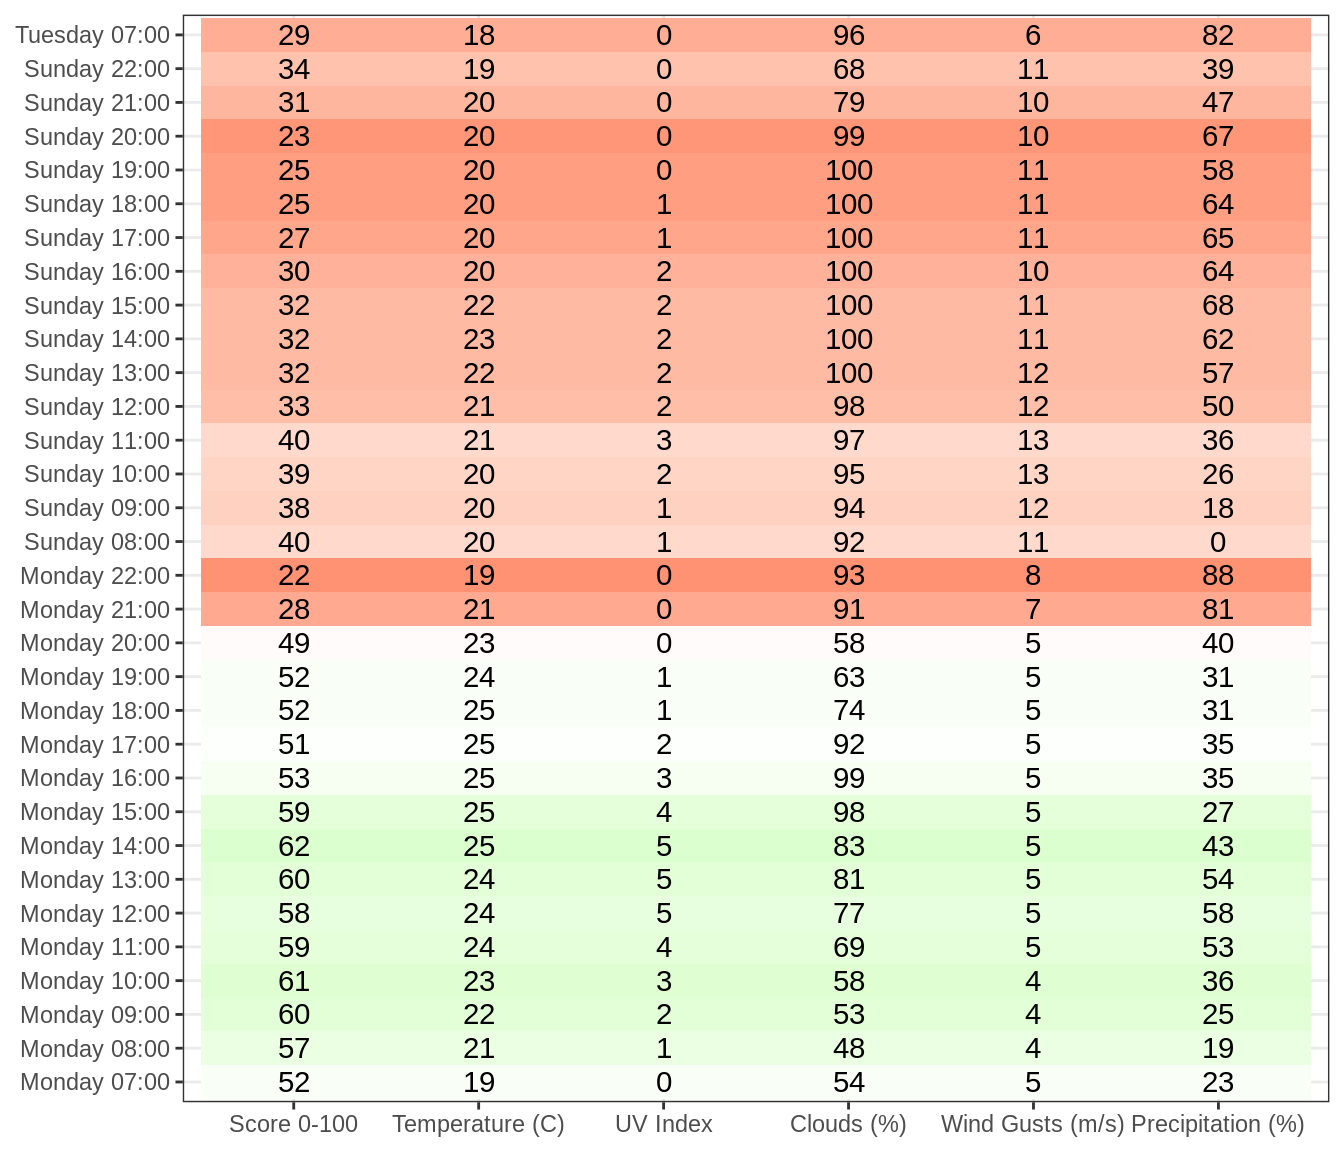 Tuesday 07:00 29 18 0 96 6 82
Sunday 22:00 34 19 0 68 11 39
Sunday 21:00 31 20 0 79 10 47
Sunday 20:00 23 20 0 99 10 67
Sunday 19:00 25 20 0 100 11 58
Sunday 18:00 25 20 1 100 11 64
Sunday 17:00 27 20 1 100 11 65
Sunday 16:00 30 20 2 100 10 64
Sunday 15:00 32 22 2 100 11 68
Sunday 14:00 32 23 2 100 11 62
Sunday 13:00 32 22 2 100 12 57
Sunday 12:00 33 21 2 98 12 50
Sunday 11:00 40 21 3 97 13 36
Sunday 10:00 39 20 2 95 13 26
Sunday 09:00 38 20 1 94 12 18
Sunday 08:00 40 20 1 92 11 0
Monday 22:00 22 19 0 93 8 88
Monday 21:00 28 21 0 91 7 81
Monday 20:00 49 23 0 58 5 40
Monday 19:00 52 24 1 63 5 31
Monday 18:00 52 25 1 74 5 31
Monday 17:00 51 25 2 92 5 35
Monday 16:00 53 25 3 99 5 35
Monday 15:00 59 25 4 98 5 27
Monday 14:00 62 25 5 83 5 43
Monday 13:00 60 24 5 81 5 54
Monday 12:00 58 24 5 77 5 58
Monday 11:00 59 24 4 69 5 53
Monday 10:00 61 23 3 58 4 36
Monday 09:00 60 22 2 53 4 25
Monday 08:00 57 21 1 48 4 19
Monday 07:00 52 19 0 54 5 23
Score 0-100 Temperature (C) UV Index Clouds (%) Wind Gusts (m/s) Precipitation (%)